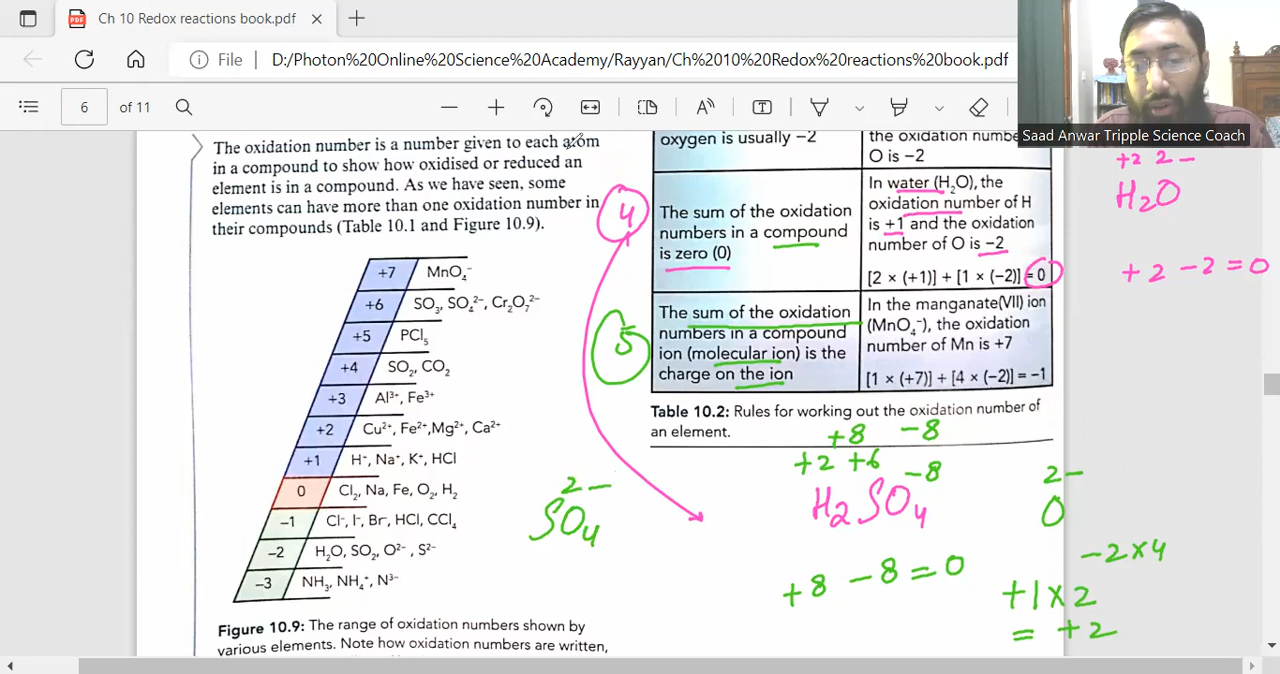 Ch 10 Redox reactions book.pdf
File D:/Photon%20Online%20Science%20Academy/Rayyan/Ch%2010%20Redox%20reactions%20book.pdf
6 of 11
Saad Anwar Tripple Science Coach
The oxidation number is a number given to each atom
in a compound to show how oxidised or reduced an
element is in a compound. As we have seen, some
elements can have more than one oxidation number in
their compounds (Table 10.1 and Figure 10.9).
+7 MnO₄⁻
+6 SO₃, SO₄²⁻, Cr₂O₇²⁻
+5 PCl₅
+4 SO₂, CO₂
+3 Al³⁺, Fe³⁺
+2 Cu²⁺, Fe²⁺,Mg²⁺, Ca²⁺
+1 H⁺, Na⁺, K⁺, HCl
0 Cl₂, Na, Fe, O₂, H₂
−1 Cl⁻, I⁻, Br⁻, HCl, CCl₄
−2 H₂O, SO₂, O²⁻, S²⁻
−3 NH₃, NH₄⁺, N³⁻
Figure 10.9: The range of oxidation numbers shown by
various elements. Note how oxidation numbers are written,
oxygen is usually −2
the oxidation numbe
O is −2
4
The sum of the oxidation
numbers in a compound
is zero (0)
In water (H₂O), the
oxidation number of H
is +1 and the oxidation
number of O is −2
[2 × (+1)] + [1 × (−2)] = 0
5
The sum of the oxidation
numbers in a compound
ion (molecular ion) is the
charge on the ion
In the manganate(VII) ion
(MnO₄⁻), the oxidation
number of Mn is +7
[1 × (+7)] + [4 × (−2)] = −1
Table 10.2: Rules for working out the oxidation number of
an element.
+2 2−
H₂O
+2 −2 = 0
2−
SO₄
+8 −8
+2 +6 −8
H₂SO₄
+8 −8 = 0
2−
O
−2×4
+1×2
= +2